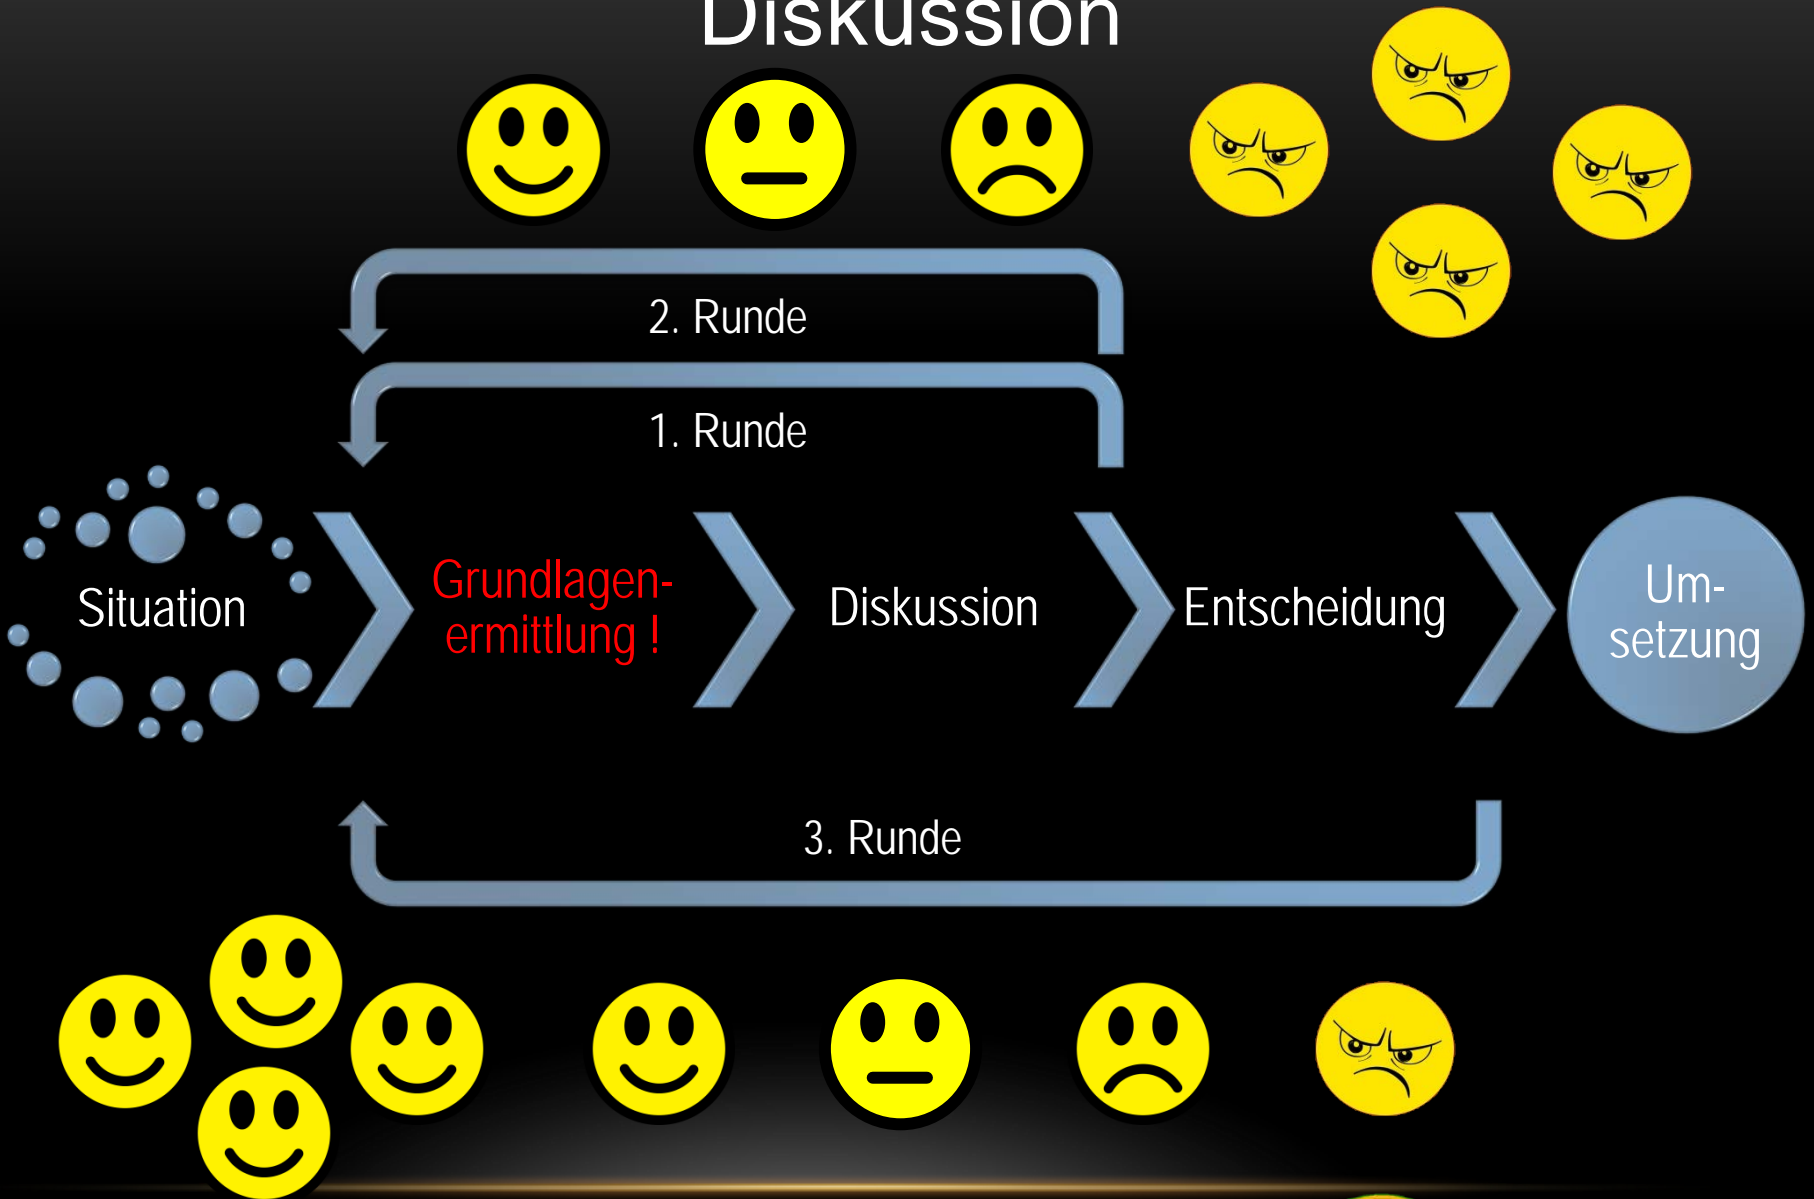 Diskussion
2. Runde
1. Runde
Situation
Grundlagen-
ermittlung !
Diskussion
Entscheidung
Um-
setzung
3. Runde